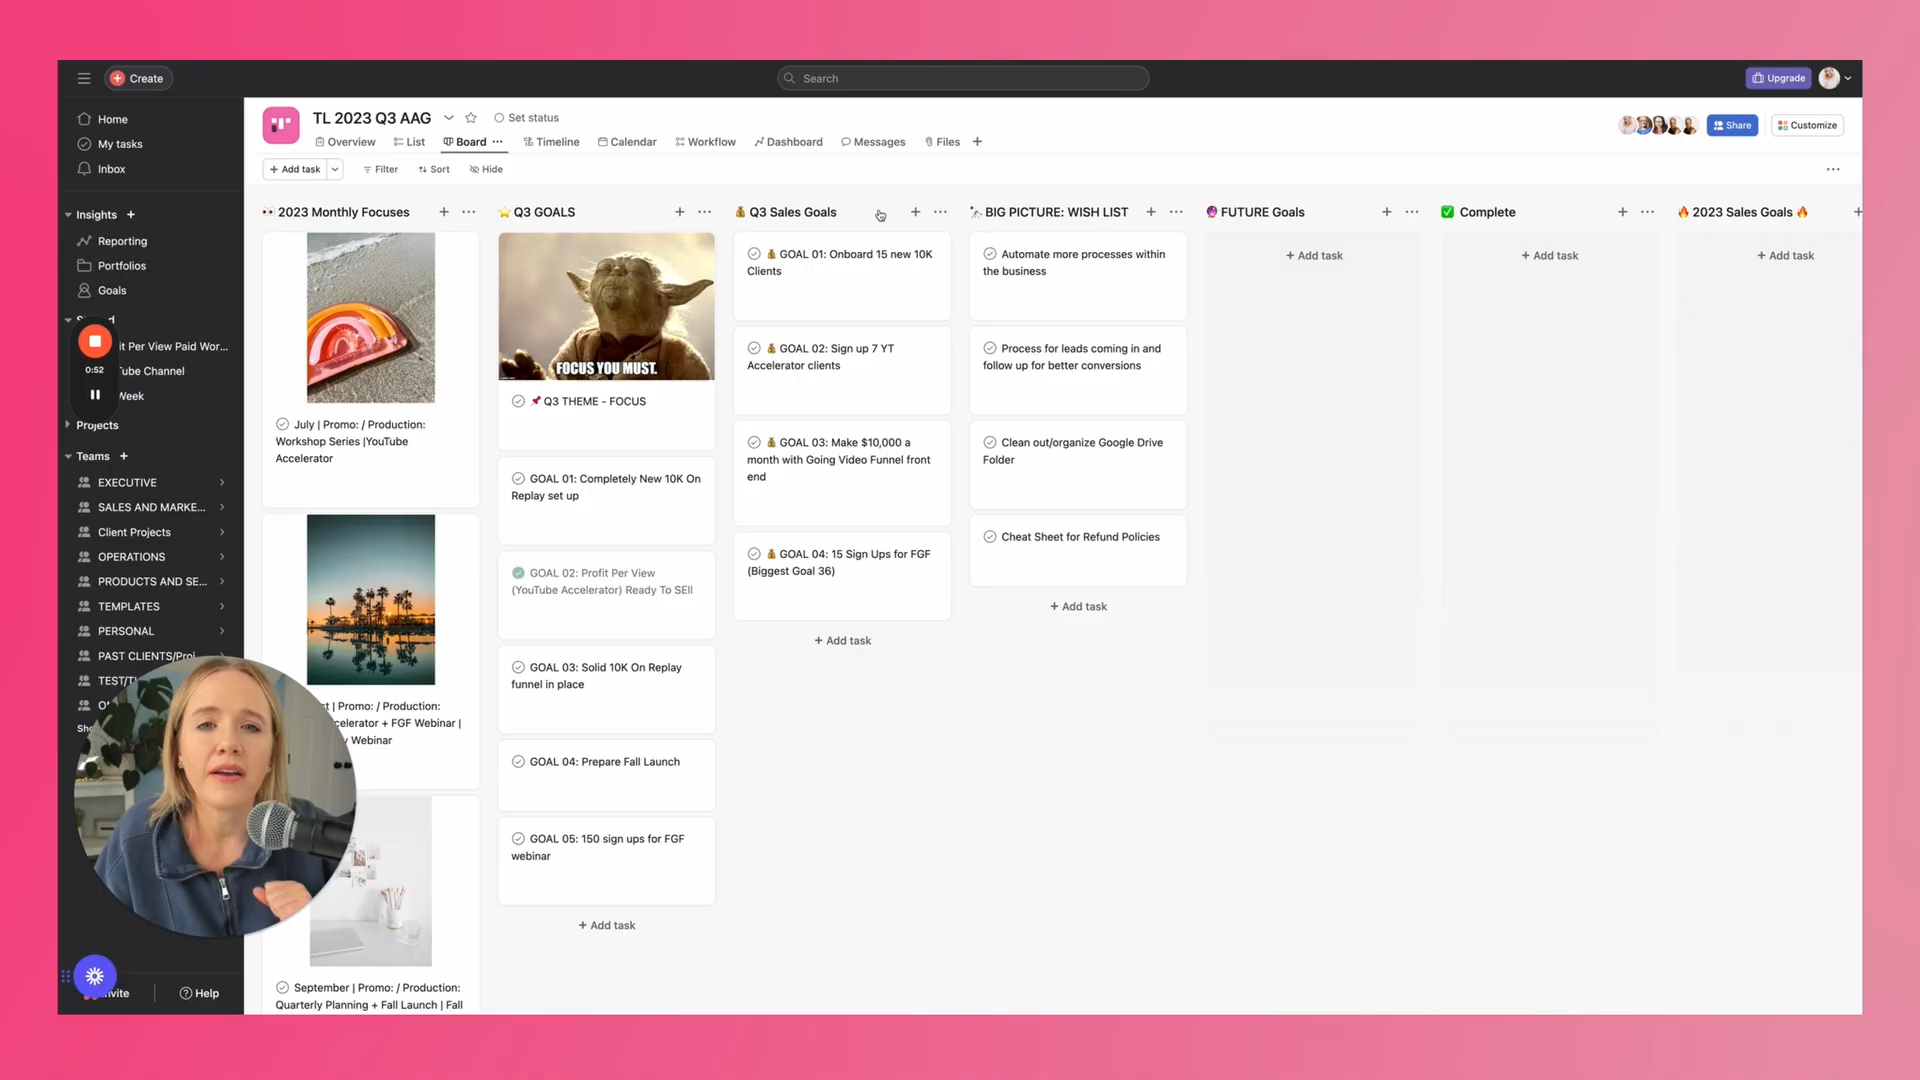 Create
Search
Upgrade
Home
My tasks
Inbox
Insights
Reporting
Portfolios
Goals
it Per View Paid Wor...
0:52
ube Channel
Week
Projects
Teams
EXECUTIVE
SALES AND MARKE...
Client Projects
OPERATIONS
PRODUCTS AND SE...
TEMPLATES
PERSONAL
PAST CLIENTS/Proj
TEST/T
Invite
Help
TL 2023 Q3 AAG
Set status
Overview
List
Board
Timeline
Calendar
Workflow
Dashboard
Messages
Files
Share
Customize
+ Add task
Filter
Sort
Hide
👀 2023 Monthly Focuses
July | Promo: / Production:
Workshop Series |YouTube
Accelerator
st | Promo: / Production:
celerator + FGF Webinar |
y Webinar
September | Promo: / Production:
Quarterly Planning + Fall Launch | Fall
⭐ Q3 GOALS
FOCUS YOU MUST.
📌 Q3 THEME - FOCUS
GOAL 01: Completely New 10K On
Replay set up
GOAL 02: Profit Per View
(YouTube Accelerator) Ready To SEll
GOAL 03: Solid 10K On Replay
funnel in place
GOAL 04: Prepare Fall Launch
GOAL 05: 150 sign ups for FGF
webinar
+ Add task
💰 Q3 Sales Goals
💰 GOAL 01: Onboard 15 new 10K
Clients
💰 GOAL 02: Sign up 7 YT
Accelerator clients
💰 GOAL 03: Make $10,000 a
month with Going Video Funnel front
end
💰 GOAL 04: 15 Sign Ups for FGF
(Biggest Goal 36)
+ Add task
🔭 BIG PICTURE: WISH LIST
Automate more processes within
the business
Process for leads coming in and
follow up for better conversions
Clean out/organize Google Drive
Folder
Cheat Sheet for Refund Policies
+ Add task
🔮 FUTURE Goals
+ Add task
✅ Complete
+ Add task
🔥 2023 Sales Goals 🔥
+ Add task